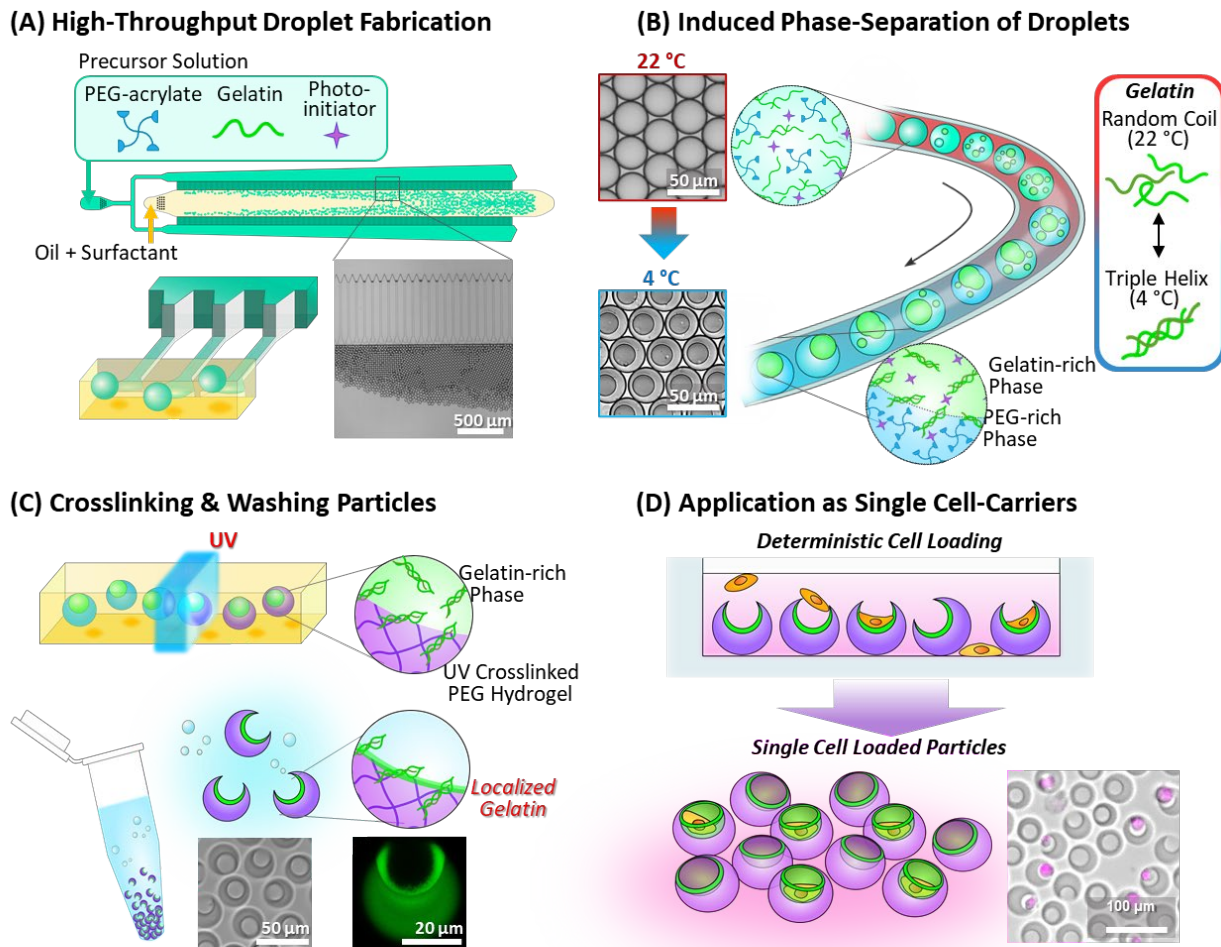 (A) High-Throughput Droplet Fabrication
Precursor Solution
PEG-acrylate
Gelatin
Photo-
initiator
Oil + Surfactant
500 µm
(B) Induced Phase-Separation of Droplets
22 °C
50 µm
4 °C
50 µm
Gelatin-rich
Phase
PEG-rich
Phase
Gelatin
Random Coil
(22 °C)
Triple Helix
(4 °C)
(C) Crosslinking & Washing Particles
UV
Gelatin-rich
Phase
UV Crosslinked
PEG Hydrogel
Localized
Gelatin
50 µm
20 µm
(D) Application as Single Cell-Carriers
Deterministic Cell Loading
Single Cell Loaded Particles
100 µm